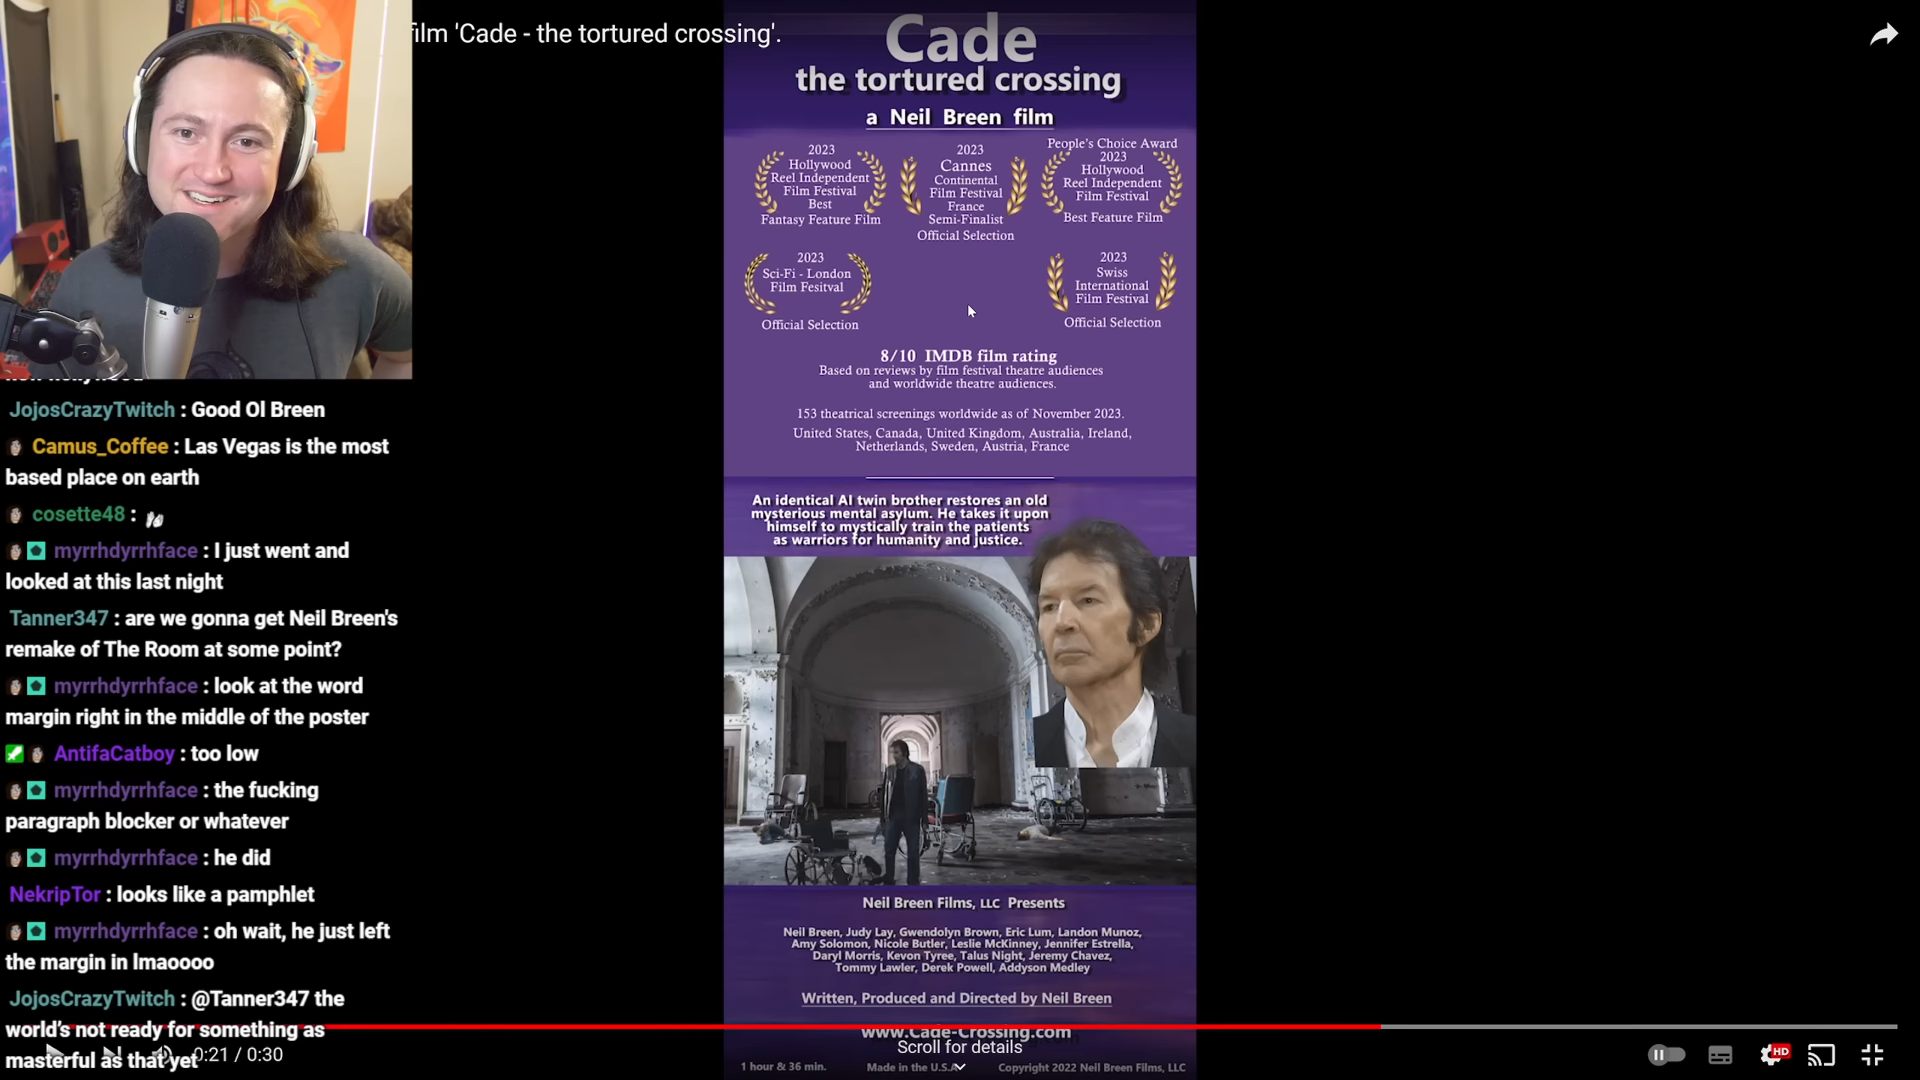 film 'Cade - the tortured crossing'.
Cade
the tortured crossing
a Neil Breen film
2023
Hollywood
Reel Independent
Film Festival
Best
Fantasy Feature Film
2023
Cannes
Continental
Film Festival
France
Semi-Finalist
Official Selection
People's Choice Award
2023
Hollywood
Reel Independent
Film Festival
Best Feature Film
2023
Sci-Fi - London
Film Fesitval
Official Selection
2023
Swiss
International
Film Festival
Official Selection
8/10 IMDB film rating
Based on reviews by film festival theatre audiences
and worldwide theatre audiences.
153 theatrical screenings worldwide as of November 2023.
United States, Canada, United Kingdom, Australia, Ireland,
Netherlands, Sweden, Austria, France
An identical AI twin brother restores an old
mysterious mental asylum. He takes it upon
himself to mystically train the patients
as warriors for humanity and justice.
Neil Breen Films, LLC Presents
Neil Breen, Judy Lay, Gwendolyn Brown, Eric Lum, Landon Munoz,
Amy Solomon, Nicole Butler, Leslie McKinney, Jennifer Estrella,
Daryl Morris, Kevon Tyree, Talus Night, Jeremy Chavez,
Tommy Lawler, Derek Powell, Addyson Medley
Written, Produced and Directed by Neil Breen
www.Cade-Crossing.com
Scroll for details
1 hour & 36 min.
Made in the U.S.A
Copyright 2022 Neil Breen Films, LLC
JojosCrazyTwitch : Good Ol Breen
Camus_Coffee : Las Vegas is the most
based place on earth
cosette48 :
myrrhdyrrhface : I just went and
looked at this last night
Tanner347 : are we gonna get Neil Breen's
remake of The Room at some point?
myrrhdyrrhface : look at the word
margin right in the middle of the poster
AntifaCatboy : too low
myrrhdyrrhface : the fucking
paragraph blocker or whatever
myrrhdyrrhface : he did
NekripTor : looks like a pamphlet
myrrhdyrrhface : oh wait, he just left
the margin in lmaoooo
JojosCrazyTwitch : @Tanner347 the
world's not ready for something as
masterful as that yet
0:21 / 0:30
HD